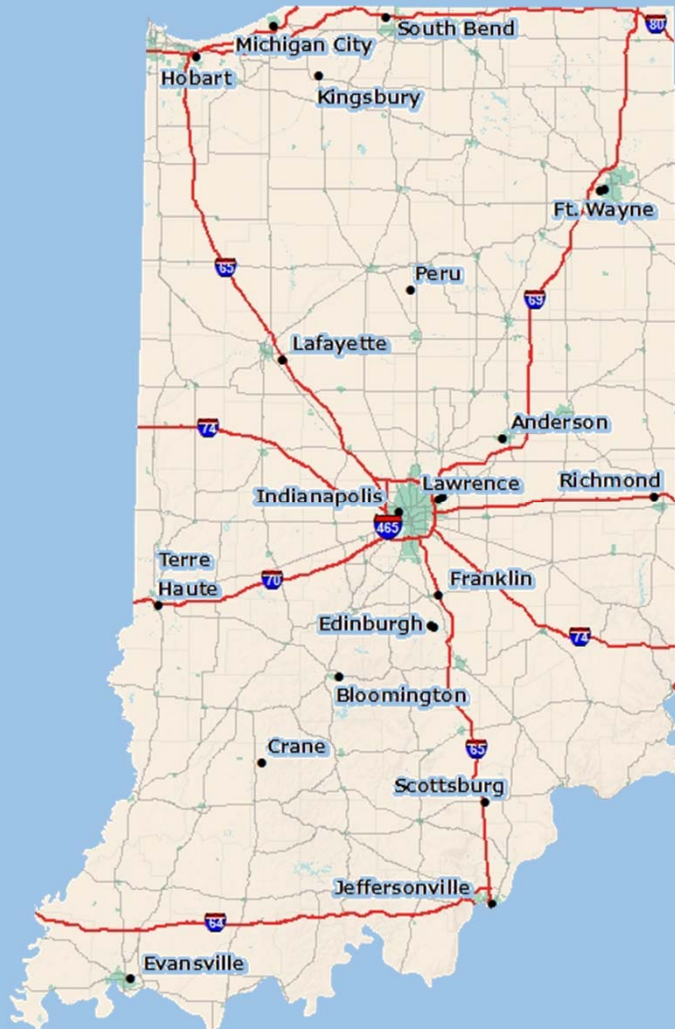 80
South Bend
Michigan City
Hobart
Kingsbury
Ft. Wayne
65
Peru
69
Lafayette
Anderson
74
Richmond
Lawrence
Indianapolis
465
Terre
Haute
70
Franklin
Edinburgh
74
Bloomington
Crane
65
Scottsburg
Jeffersonville
64
Evansville